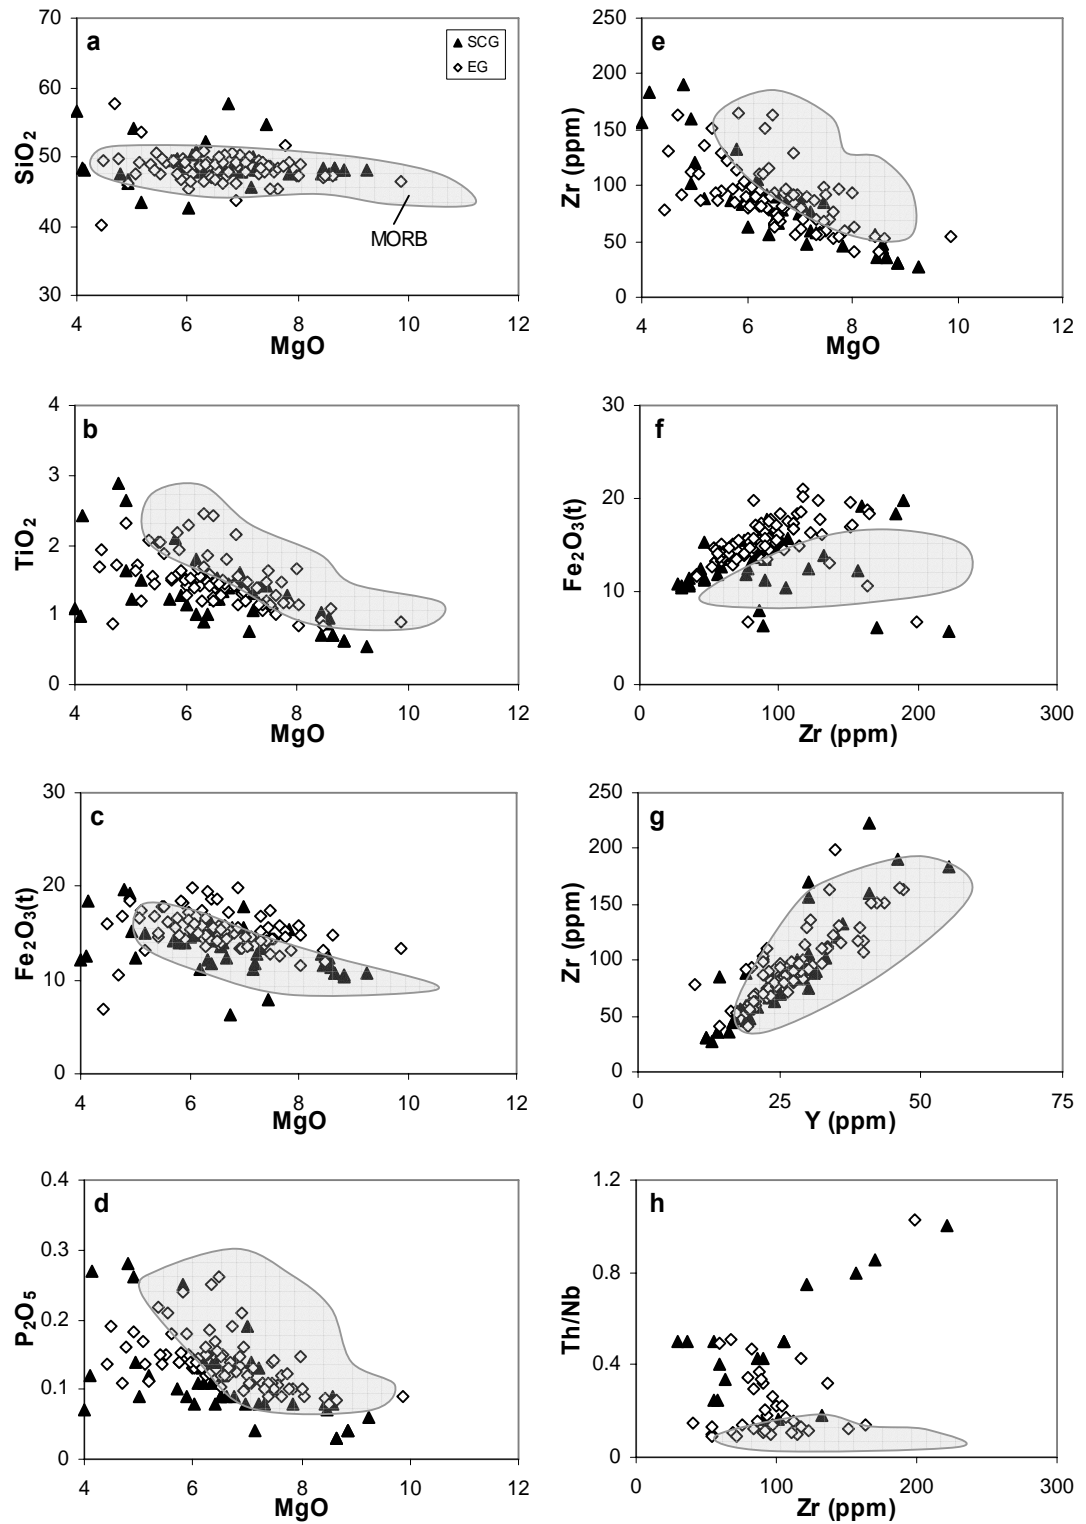 a
SCG
EG
70
60
50
40
30
SiO2
MORB
4 6 8 10 12
MgO
e
250
200
150
100
50
0
Zr (ppm)
4 6 8 10 12
MgO
b
4
3
2
1
0
TiO2
4 6 8 10 12
MgO
f
30
20
10
0
Fe2O3(t)
0 100 200 300
Zr (ppm)
c
30
20
10
0
Fe2O3(t)
4 6 8 10 12
MgO
g
250
200
150
100
50
0
Zr (ppm)
0 25 50 75
Y (ppm)
d
0.4
0.3
0.2
0.1
0
P2O5
4 6 8 10 12
MgO
h
1.2
0.8
0.4
0
Th/Nb
0 100 200 300
Zr (ppm)